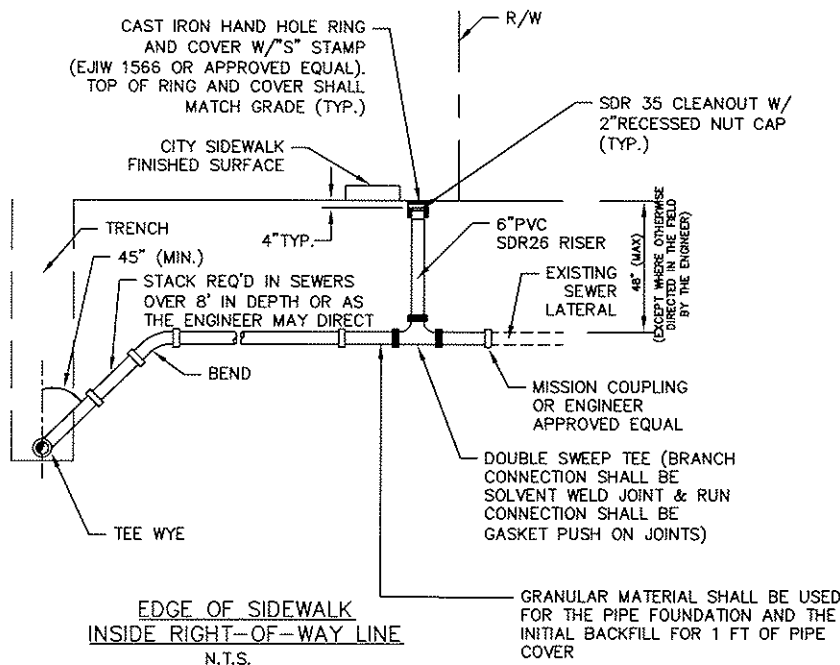 CAST IRON HAND HOLE RING
AND COVER W/"S" STAMP
(EJIW 1566 OR APPROVED EQUAL).
TOP OF RING AND COVER SHALL
MATCH GRADE (TYP.)
R/W
SDR 35 CLEANOUT W/
2"RECESSED NUT CAP
(TYP.)
CITY SIDEWALK
FINISHED SURFACE
TRENCH
4"TYP.
6"PVC
SDR26 RISER
48" (MAX)
(EXCEPT WHERE OTHERWISE
DIRECTED IN THE FIELD
BY THE ENGINEER)
45° (MIN.)
STACK REQ'D IN SEWERS
OVER 8' IN DEPTH OR AS
THE ENGINEER MAY DIRECT
EXISTING
SEWER
LATERAL
BEND
MISSION COUPLING
OR ENGINEER
APPROVED EQUAL
DOUBLE SWEEP TEE (BRANCH
CONNECTION SHALL BE
SOLVENT WELD JOINT & RUN
CONNECTION SHALL BE
GASKET PUSH ON JOINTS)
TEE WYE
GRANULAR MATERIAL SHALL BE USED
FOR THE PIPE FOUNDATION AND THE
INITIAL BACKFILL FOR 1 FT OF PIPE
COVER
EDGE OF SIDEWALK
INSIDE RIGHT-OF-WAY LINE
N.T.S.